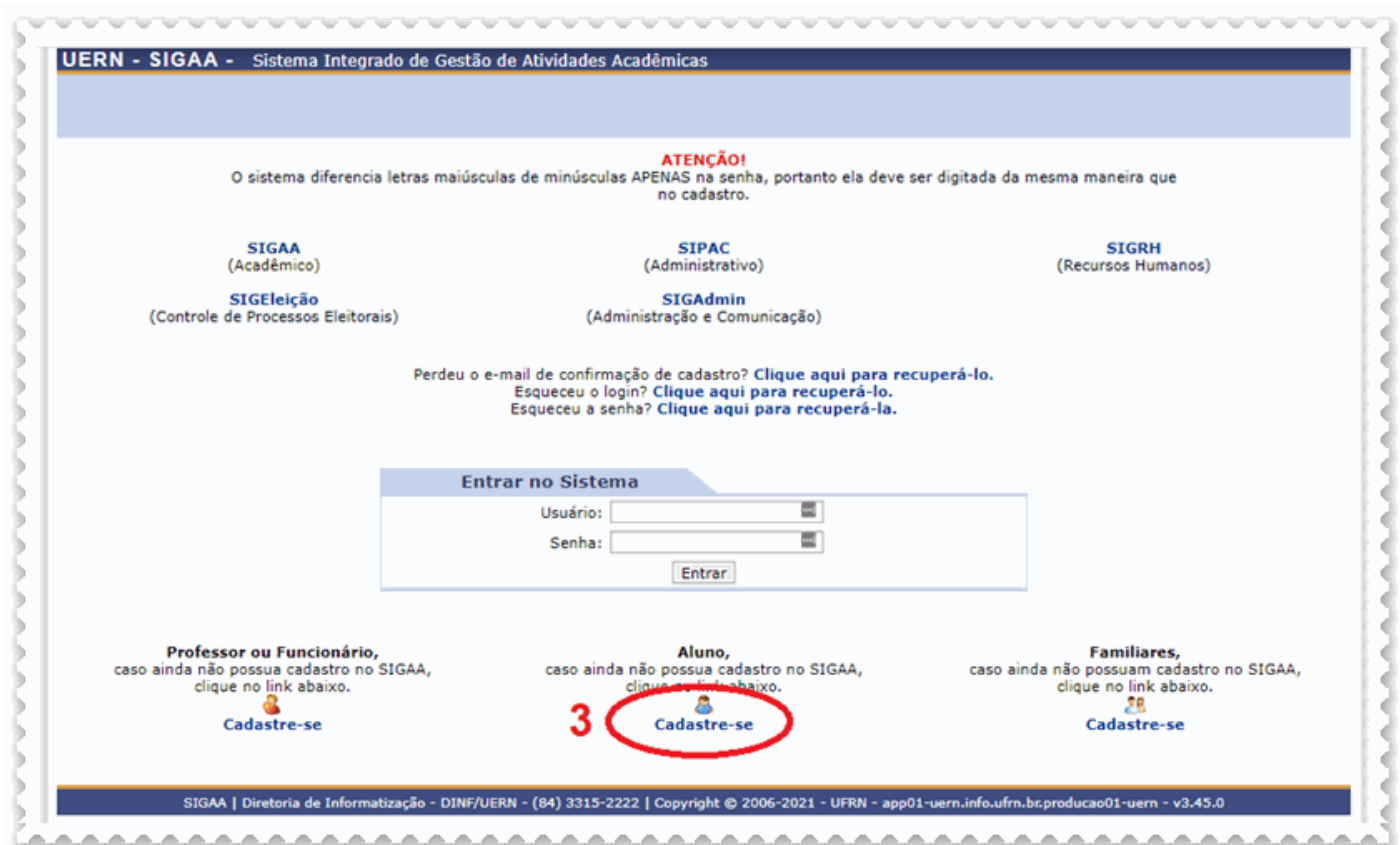 UERN - SIGAA - Sistema Integrado de Gestão de Atividades Acadêmicas
ATENÇÃO!
O sistema diferencia letras maiúsculas de minúsculas APENAS na senha, portanto ela deve ser digitada da mesma maneira que
no cadastro.
SIGAA
(Acadêmico)
SIPAC
(Administrativo)
SIGRH
(Recursos Humanos)
SIGEleição
(Controle de Processos Eleitorais)
SIGAdmin
(Administração e Comunicação)
Perdeu o e-mail de confirmação de cadastro? Clique aqui para recuperá-lo.
Esqueceu o login? Clique aqui para recuperá-lo.
Esqueceu a senha? Clique aqui para recuperá-la.
Entrar no Sistema
Usuário:
Senha:
Entrar
Professor ou Funcionário,
caso ainda não possua cadastro no SIGAA,
clique no link abaixo.
Cadastre-se
Aluno,
caso ainda não possua cadastro no SIGAA,
clique no link abaixo.
3 Cadastre-se
Familiares,
caso ainda não possuam cadastro no SIGAA,
clique no link abaixo.
Cadastre-se
SIGAA | Diretoria de Informatização - DINF/UERN - (84) 3315-2222 | Copyright © 2006-2021 - UFRN - app01-uern.info.ufrn.br.producao01-uern - v3.45.0